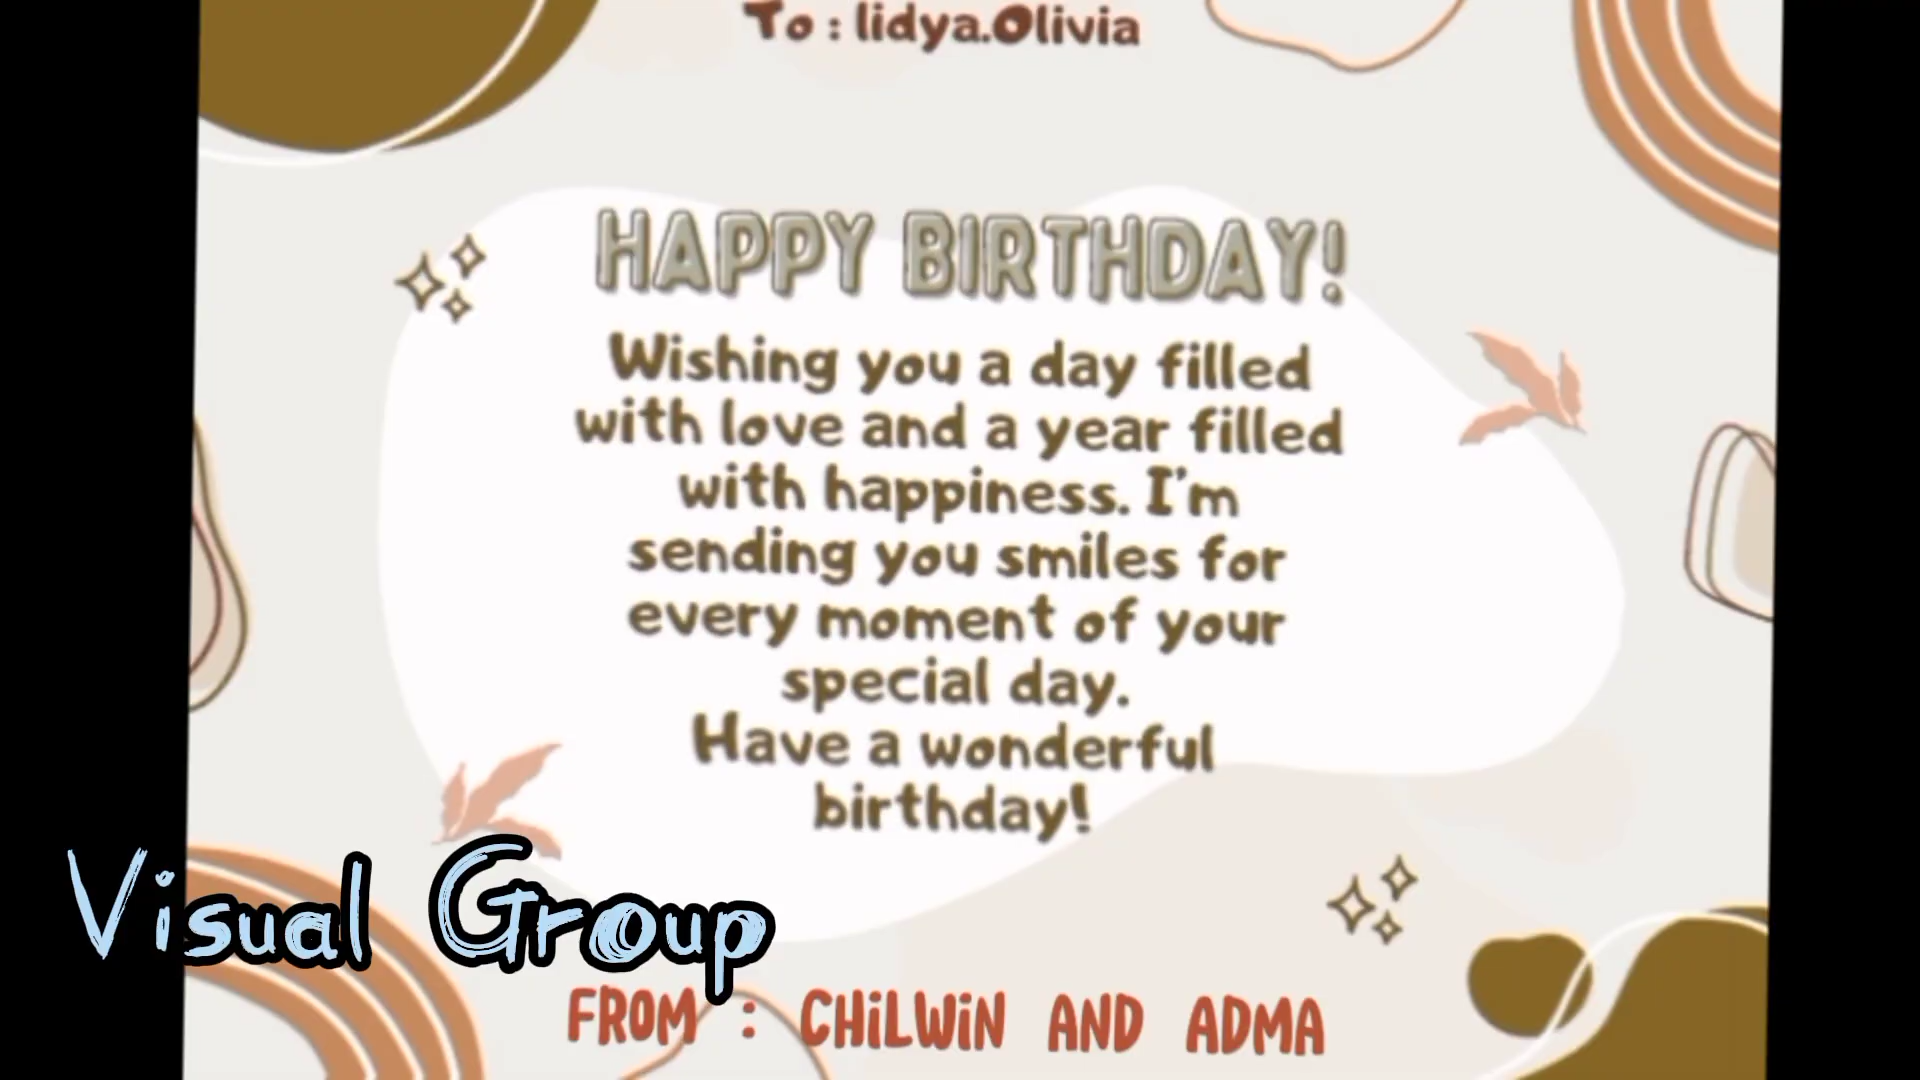 To : lidya.Olivia
HAPPY BIRTHDAY!
Wishing you a day filled
with love and a year filled
with happiness. I'm
sending you smiles for
every moment of your
special day.
Have a wonderful
birthday!
Visual Group
FROM : CHiLWiN AND ADMA